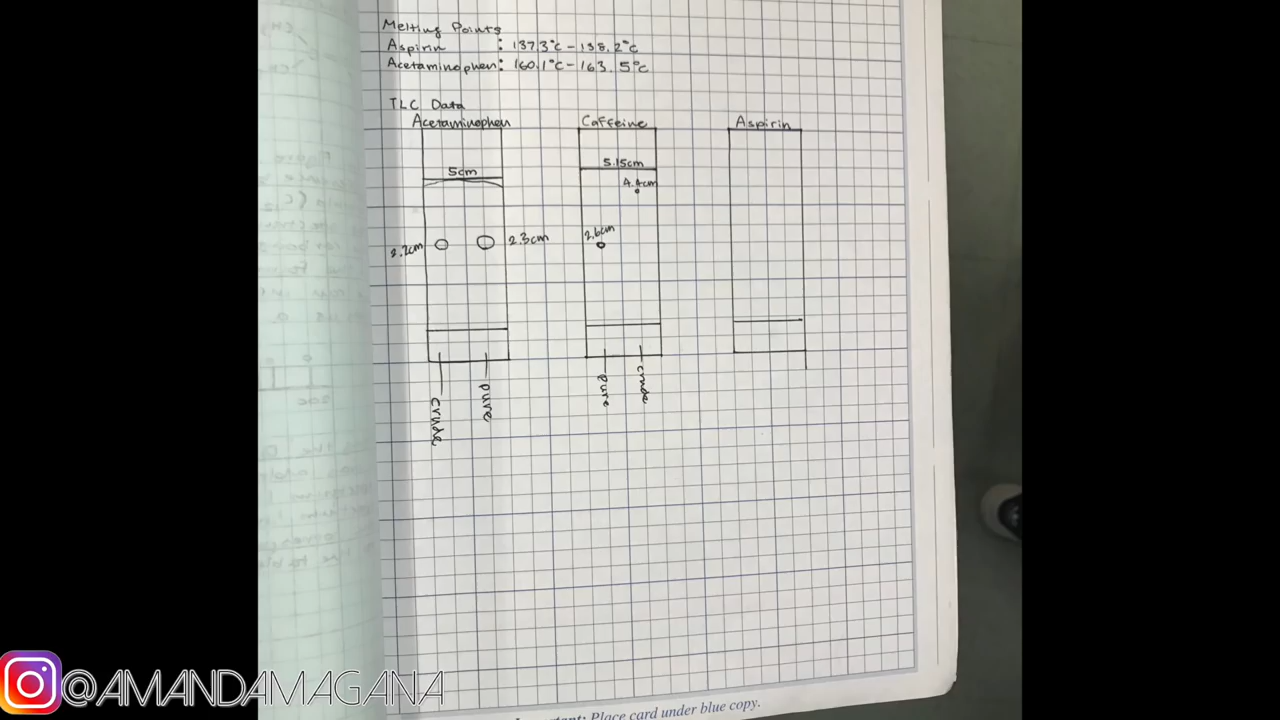 Melting Points
Aspirin : 137.3°C - 138.2°C
Acetaminophen: 160.1°C - 163.5°C
TLC Data
Acetaminophen
Caffeine
Aspirin
5cm
5.15cm
4.4cm
2.2cm
2.3cm
2.6cm
crude
pure
pure
crude
@AMANDAMAGANA
Place card under blue copy.